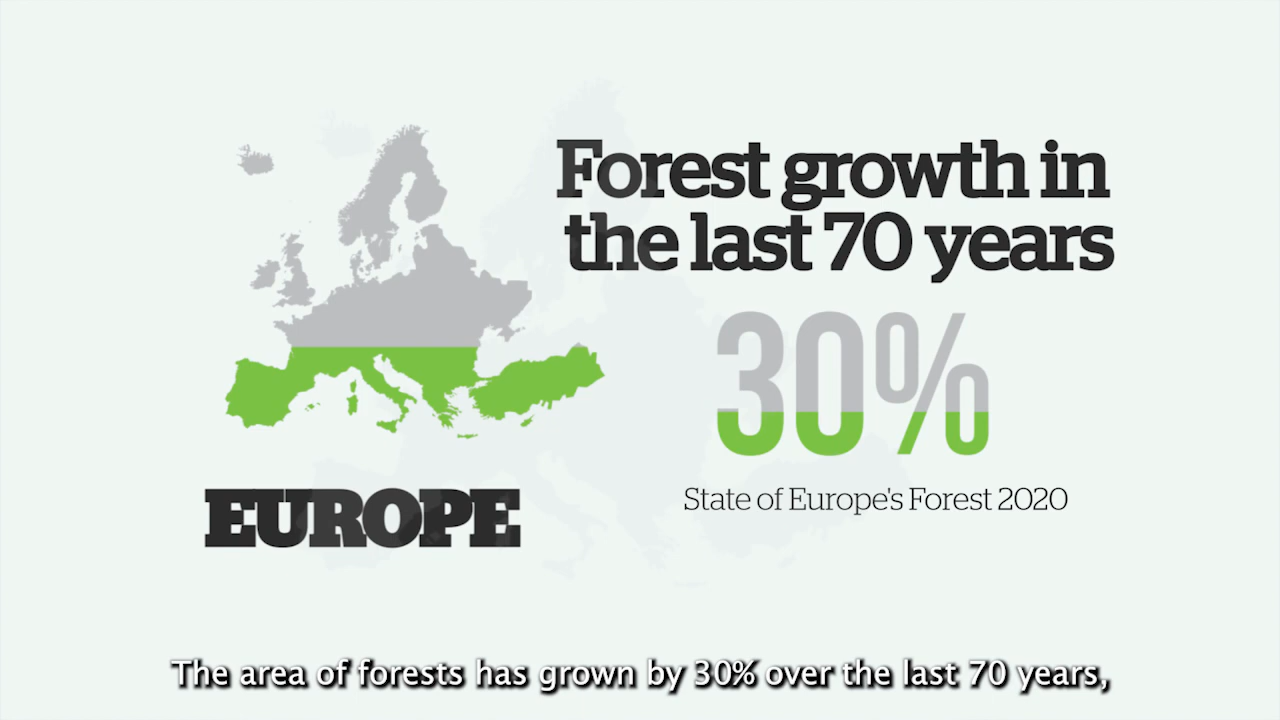 Forest growth in
the last 70 years
30%
State of Europe's Forest 2020
EUROPE
The area of forests has grown by 30% over the last 70 years,